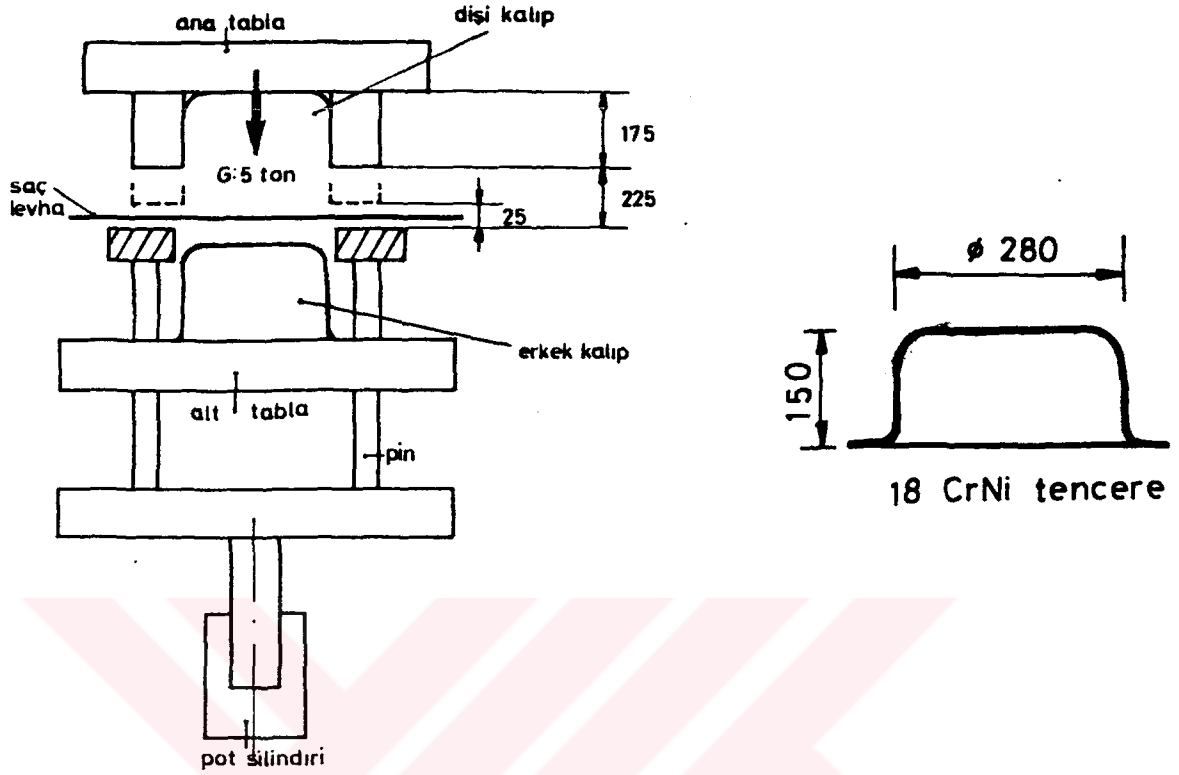 ana tabla
dişi kalıp
175
G:5 ton
225
saç
levha
25
ø 280
erkek kalıp
150
alt tabla
pin
18 CrNi tencere
pot silindiri